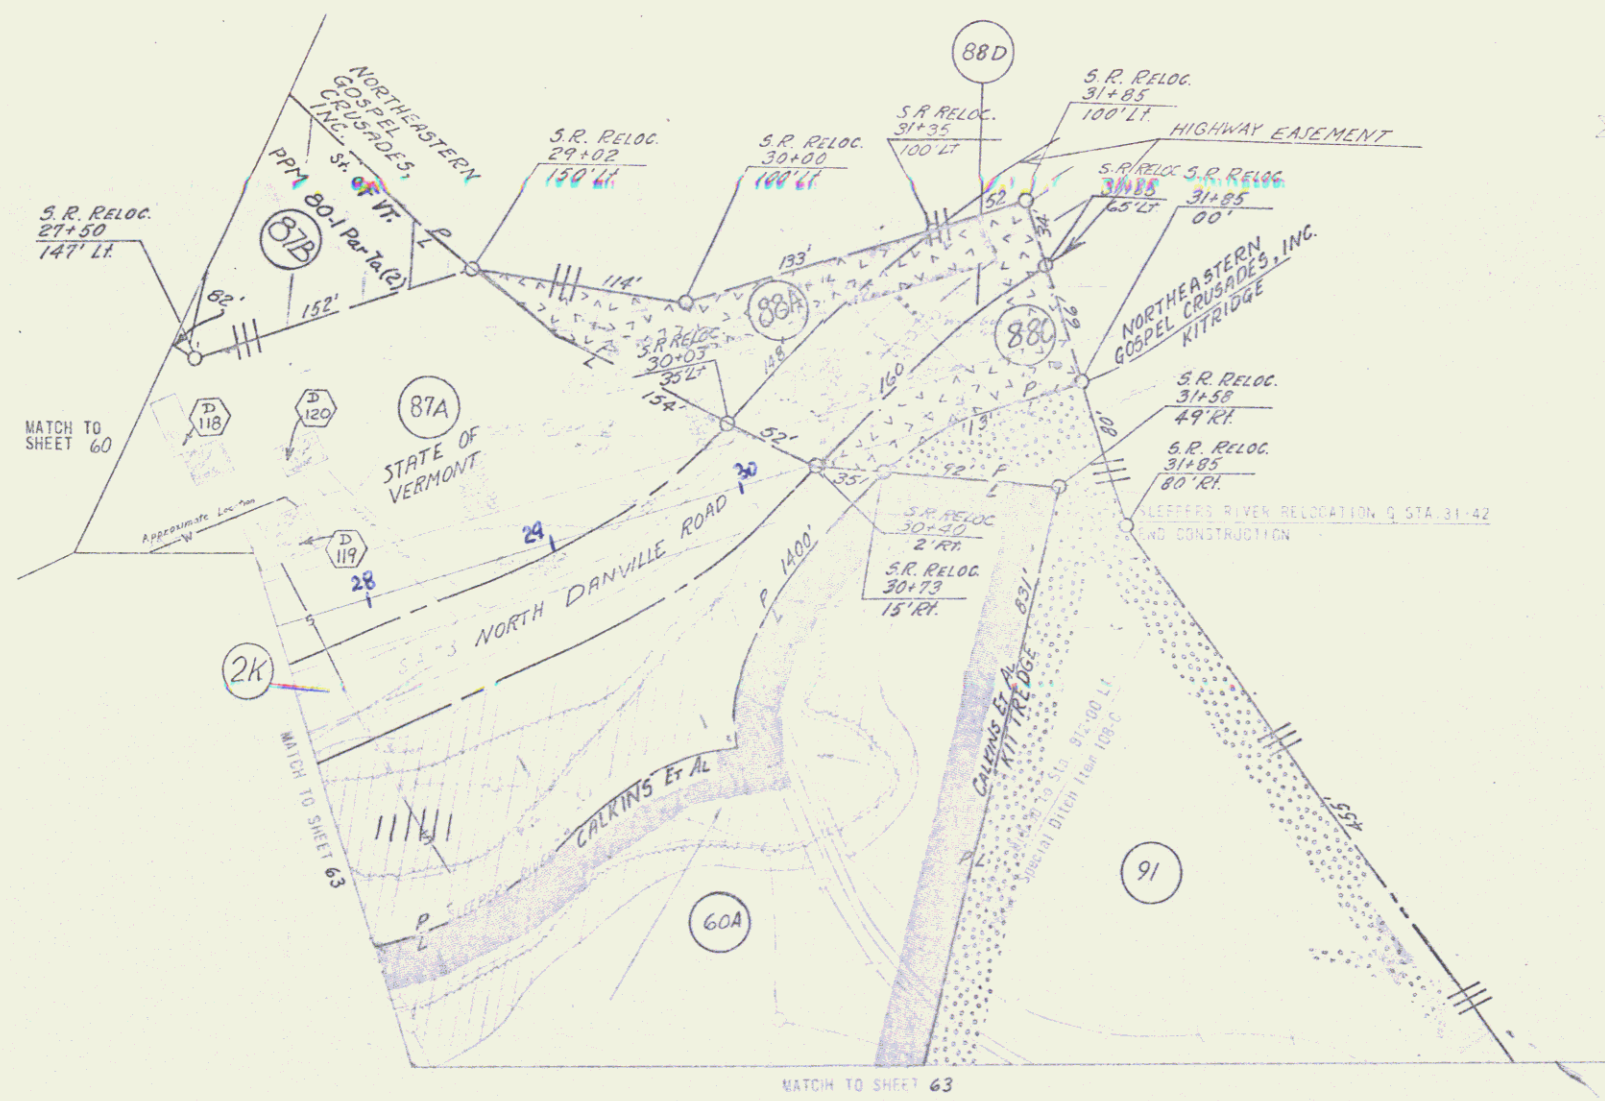 88D
S.R. RELOC.
31+85
100' Lt.
HIGHWAY EASEMENT
S.R RELOC.
31+35
100' LT
S.R. RELOC.
29+02
150' Lt
S.R. RELOC.
30+00
100' Lt
NORTHEASTERN
GOSPEL
CRUSADES,
INC.
St. of VT.
PPM 80-1 Par 7a(2)
87B
P
L
S.R. RELOC.
27+50
147' Lt.
82'
152'
114'
133'
52
S.R. RELOC
65' LT
S.R. RELOC.
31+85
00'
35'
66'
88A
88C
NORTHEASTERN
GOSPEL CRUSADES, INC.
KITRIDGE
S.R RELOC.
30+03
35' Lt
L
148'
154'
160'
52'
35'
92'
P
L
P
80'
S.R. RELOC.
31+58
49' Rt.
S.R. RELOC.
31+85
80' Rt.
SLEEPERS RIVER RELOCATION STA. 31+42
END CONSTRUCTION
MATCH TO
SHEET 60
D
118
D
120
87A
STATE OF
VERMONT
Approximate Location
W
D
119
28
29
30
S
NORTH DANVILLE ROAD
S.R RELOC
30+40
2' Rt.
S.R. RELOC.
30+73
15' Rt.
1400'
P
L
831'
2K
MATCH TO SHEET 63
CALKINS ET AL
CALKINS ET AL
KITTREDGE
Special Ditch Item 108-C
P L
SLEEPERS
P
L
60A
91
455'
MATCH TO SHEET 63